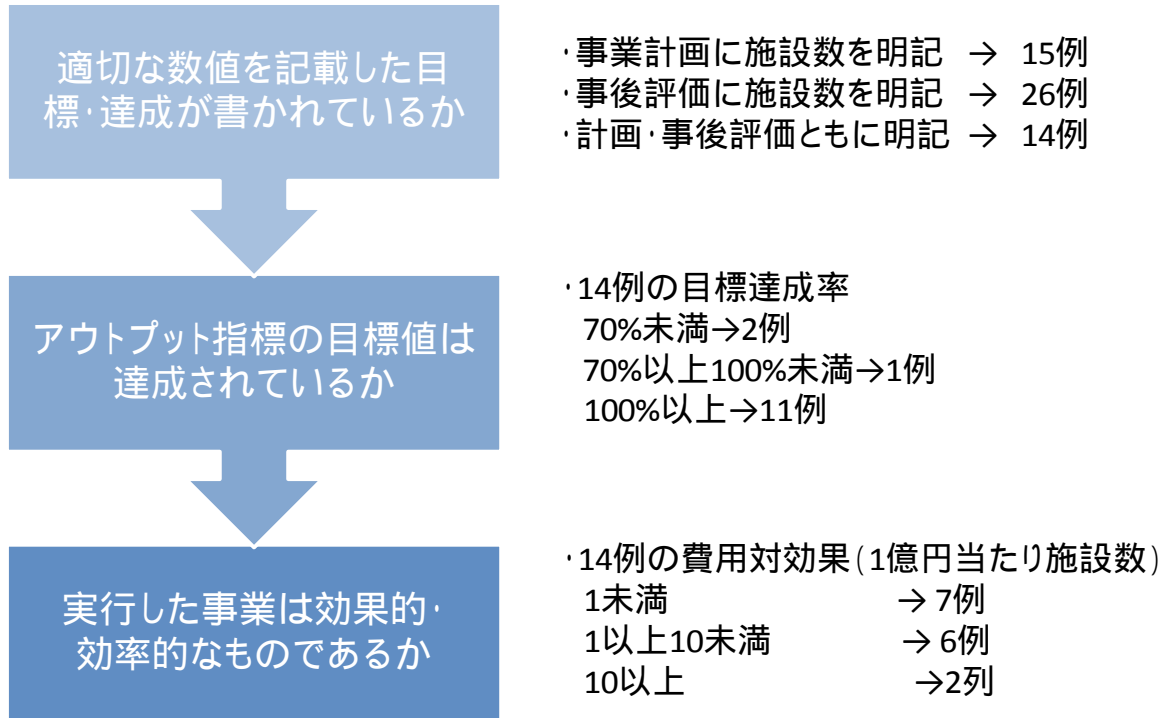 適切な数値を記載した目
標・達成が書かれているか
・事業計画に施設数を明記 → 15例
・事後評価に施設数を明記 → 26例
・計画・事後評価ともに明記 → 14例
アウトプット指標の目標値は
達成されているか
・14例の目標達成率
70%未満→2例
70%以上100%未満→1例
100%以上→11例
実行した事業は効果的・
効率的なものであるか
・14例の費用対効果(1億円当たり施設数)
1未満 → 7例
1以上10未満 → 6例
10以上 →2列